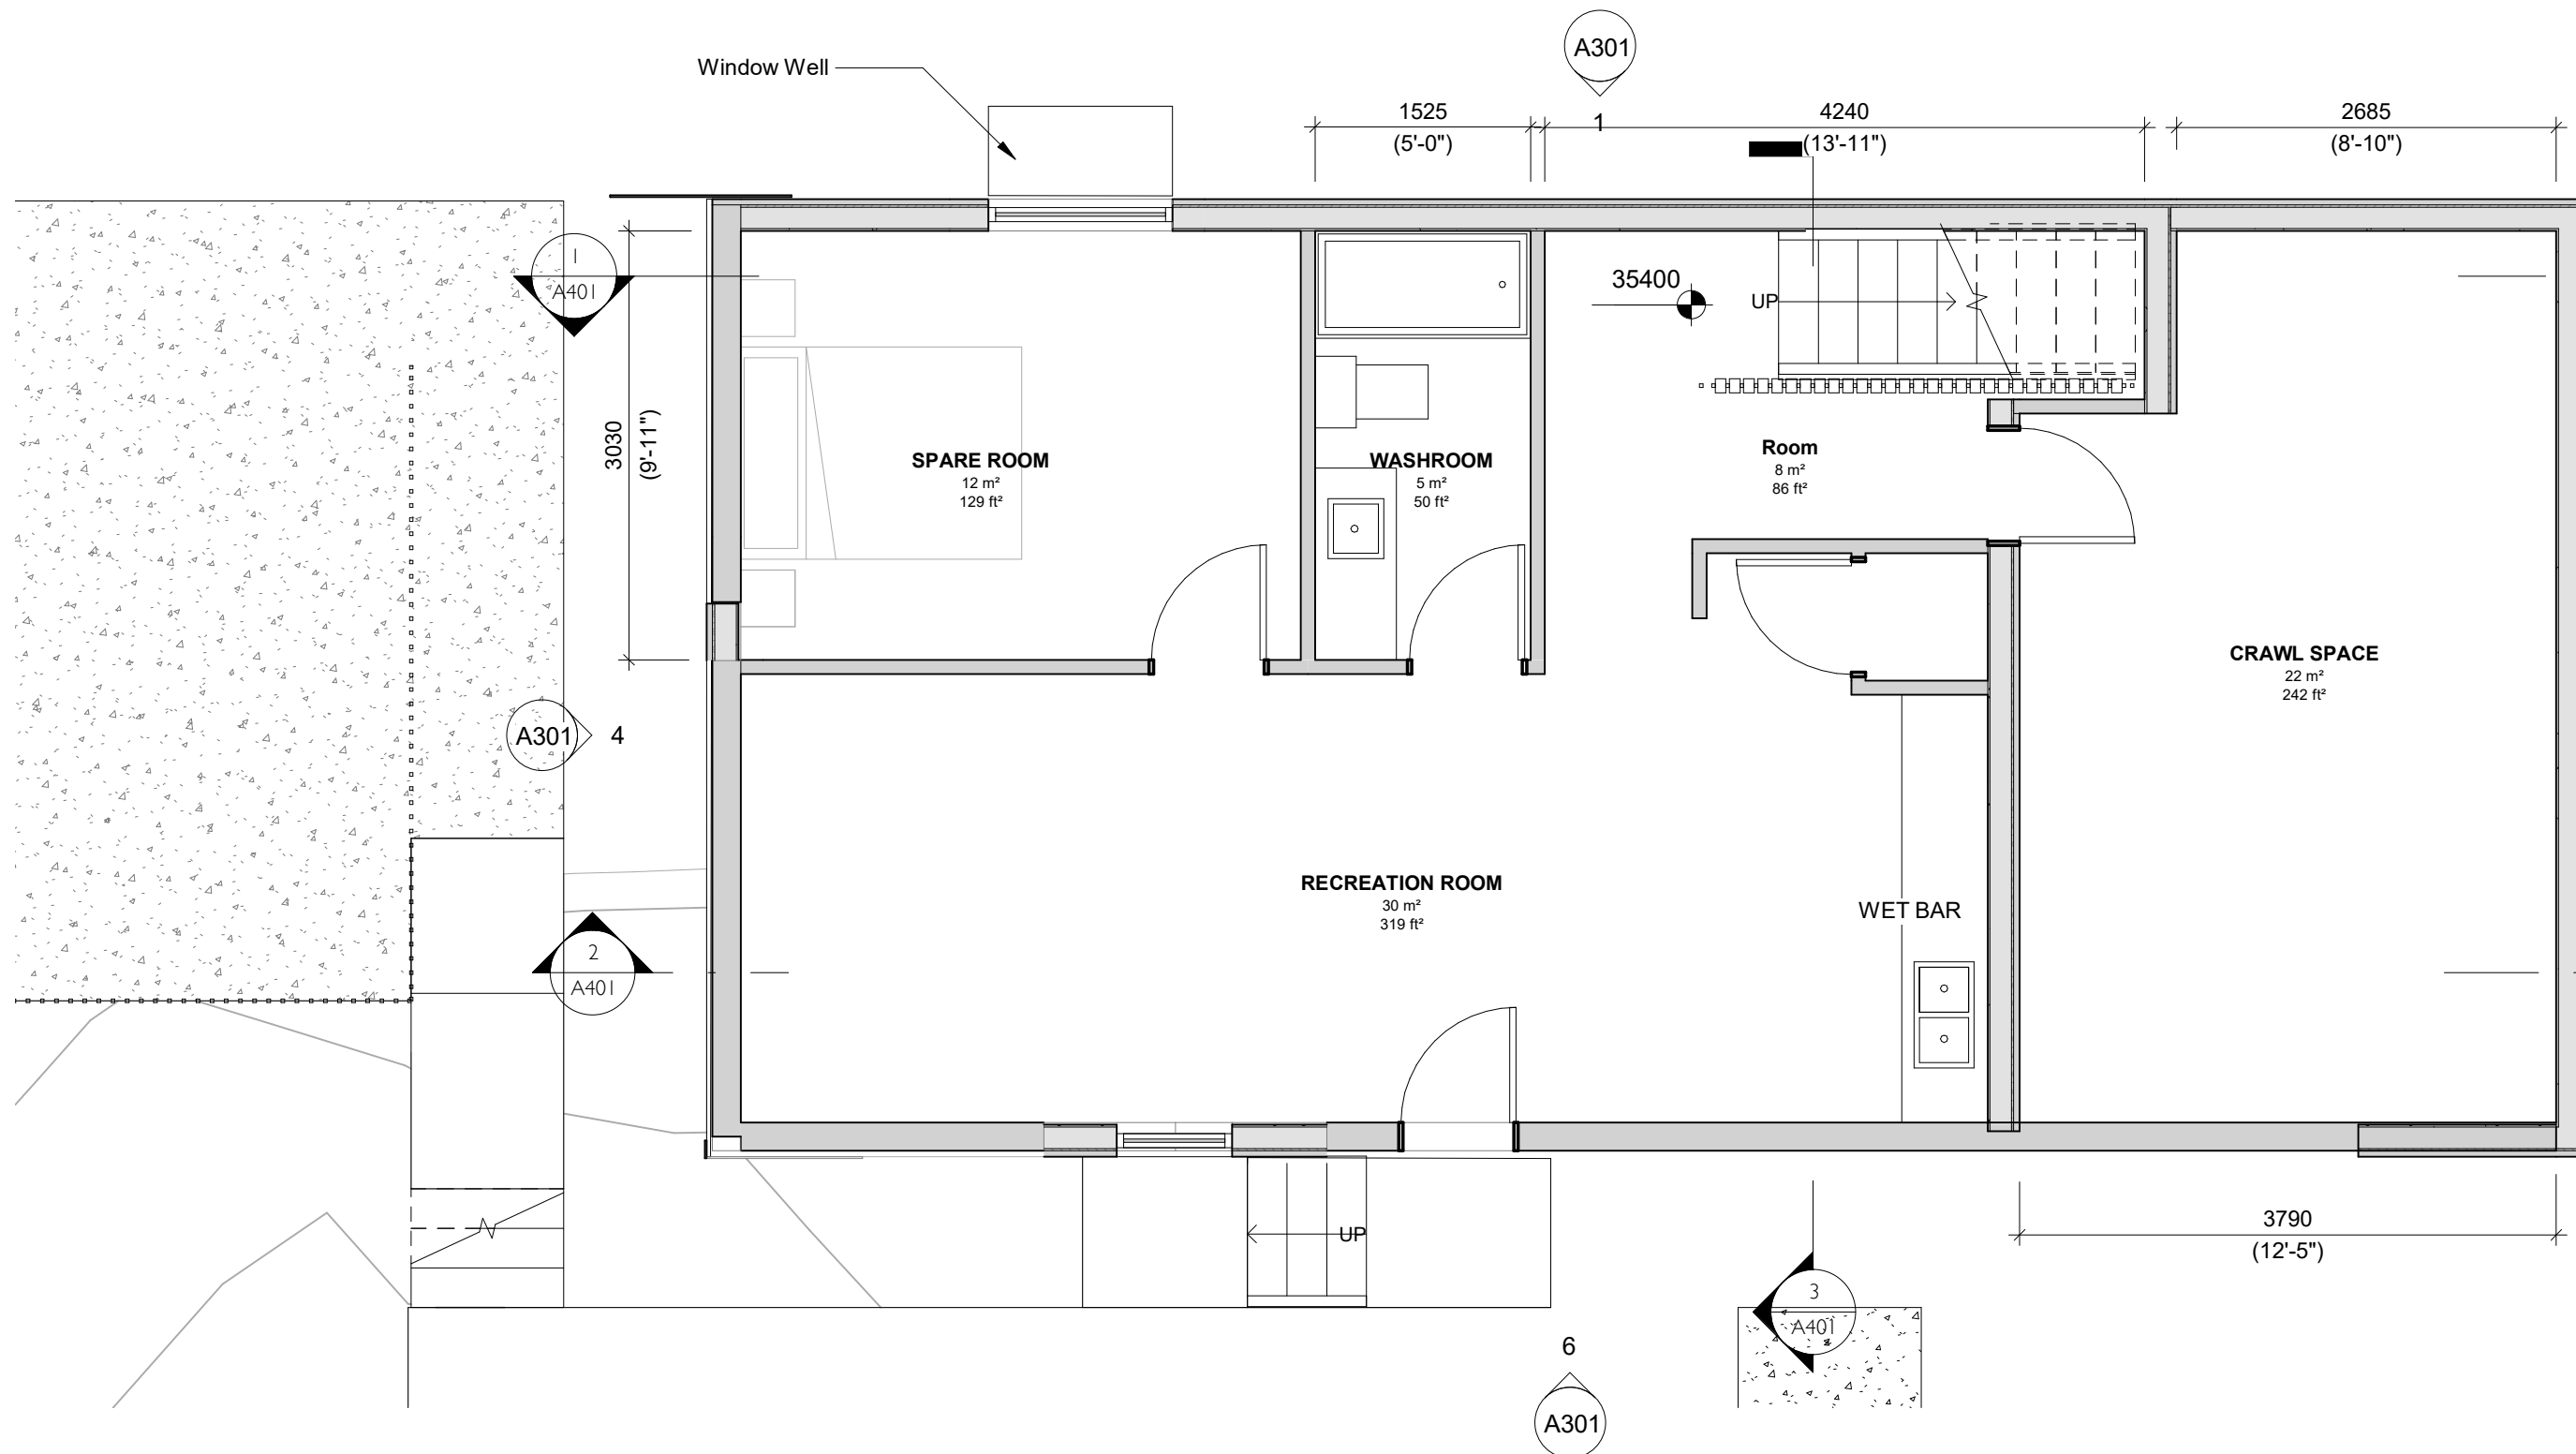 A301
1
Window Well
1525
(5'-0")
4240
(13'-11")
2685
(8'-10")
1
A401
35400
UP
3030
(9'-11")
SPARE ROOM
12 m²
129 ft²
WASHROOM
5 m²
50 ft²
Room
8 m²
86 ft²
CRAWL SPACE
22 m²
242 ft²
A301
4
RECREATION ROOM
30 m²
319 ft²
WET BAR
2
A401
UP
3790
(12'-5")
3
A401
6
A301